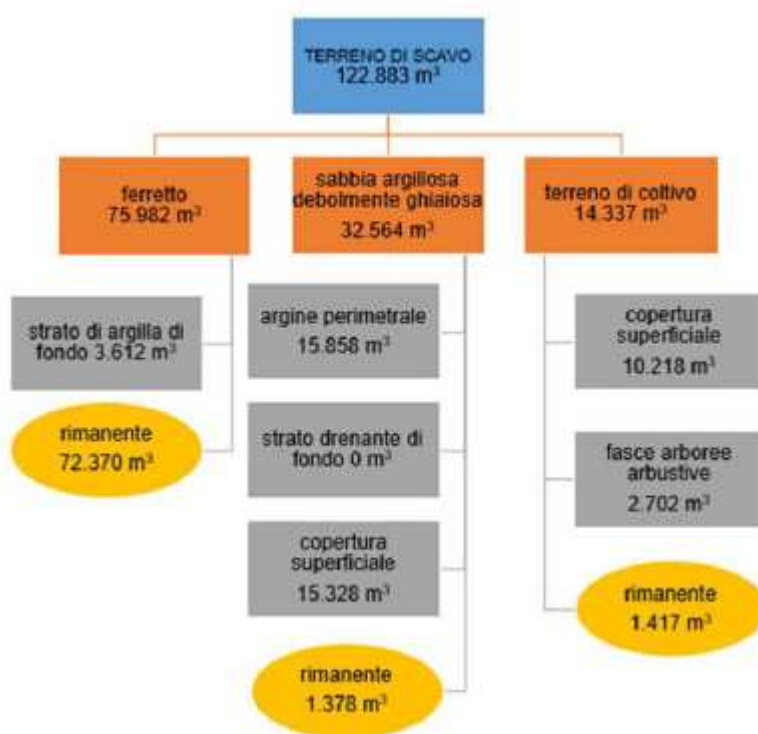 TERRENO DI SCAVO
122.883 m³
ferretto
75.982 m³
sabbia argillosa
debolmente ghiaiosa
32.564 m³
terreno di coltivo
14.337 m³
strato di argilla di
fondo 3.612 m³
rimanente
72.370 m³
argine perimetrale
15.858 m³
strato drenante di
fondo 0 m³
copertura
superficiale
15.328 m³
rimanente
1.378 m³
copertura
superficiale
10.218 m³
fasce arboree
arbustive
2.702 m³
rimanente
1.417 m³